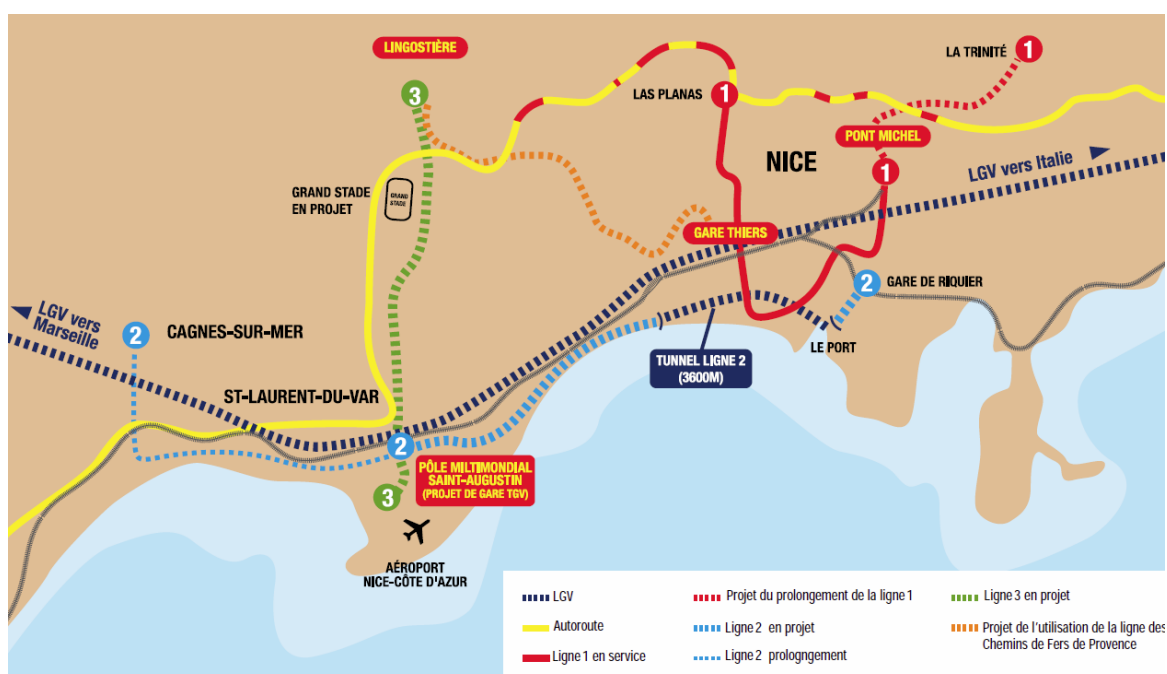 LINGOSTIÈRE
3
LAS PLANAS
1
LA TRINITÉ
1
PONT MICHEL
1
NICE
LGV vers Italie
GRAND STADE
EN PROJET
GRAND
STADE
GARE THIERS
2
GARE DE RIQUIER
LGV vers
Marseille
2
CAGNES-SUR-MER
LE PORT
TUNNEL LIGNE 2
(3600M)
ST-LAURENT-DU-VAR
2
PÔLE MILTIMONDIAL
SAINT-AUGUSTIN
(PROJET DE GARE TGV)
3
AÉROPORT
NICE-CÔTE D'AZUR
LGV
Autoroute
Ligne 1 en service
Projet du prolongement de la ligne 1
Ligne 2 en projet
Ligne 2 prologngement
Ligne 3 en projet
Projet de l'utilisation de la ligne des
Chemins de Fers de Provence